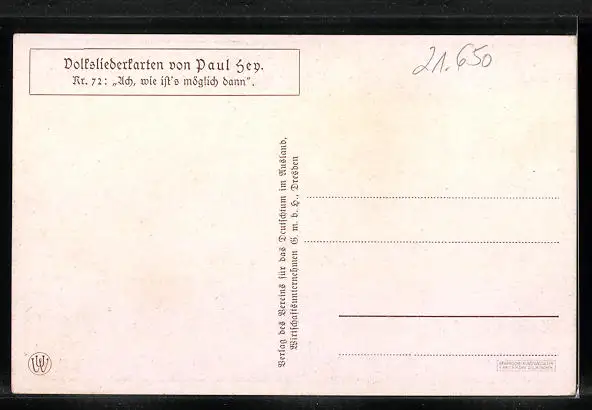 Volksliederkarten von Paul Hey.
Nr. 72: „Ach, wie ist's möglich dann".
21.650
Verlag des Vereins für das Deutschtum im Ausland,
Wirtschaftsunternehmen G. m. b. H., Dresden